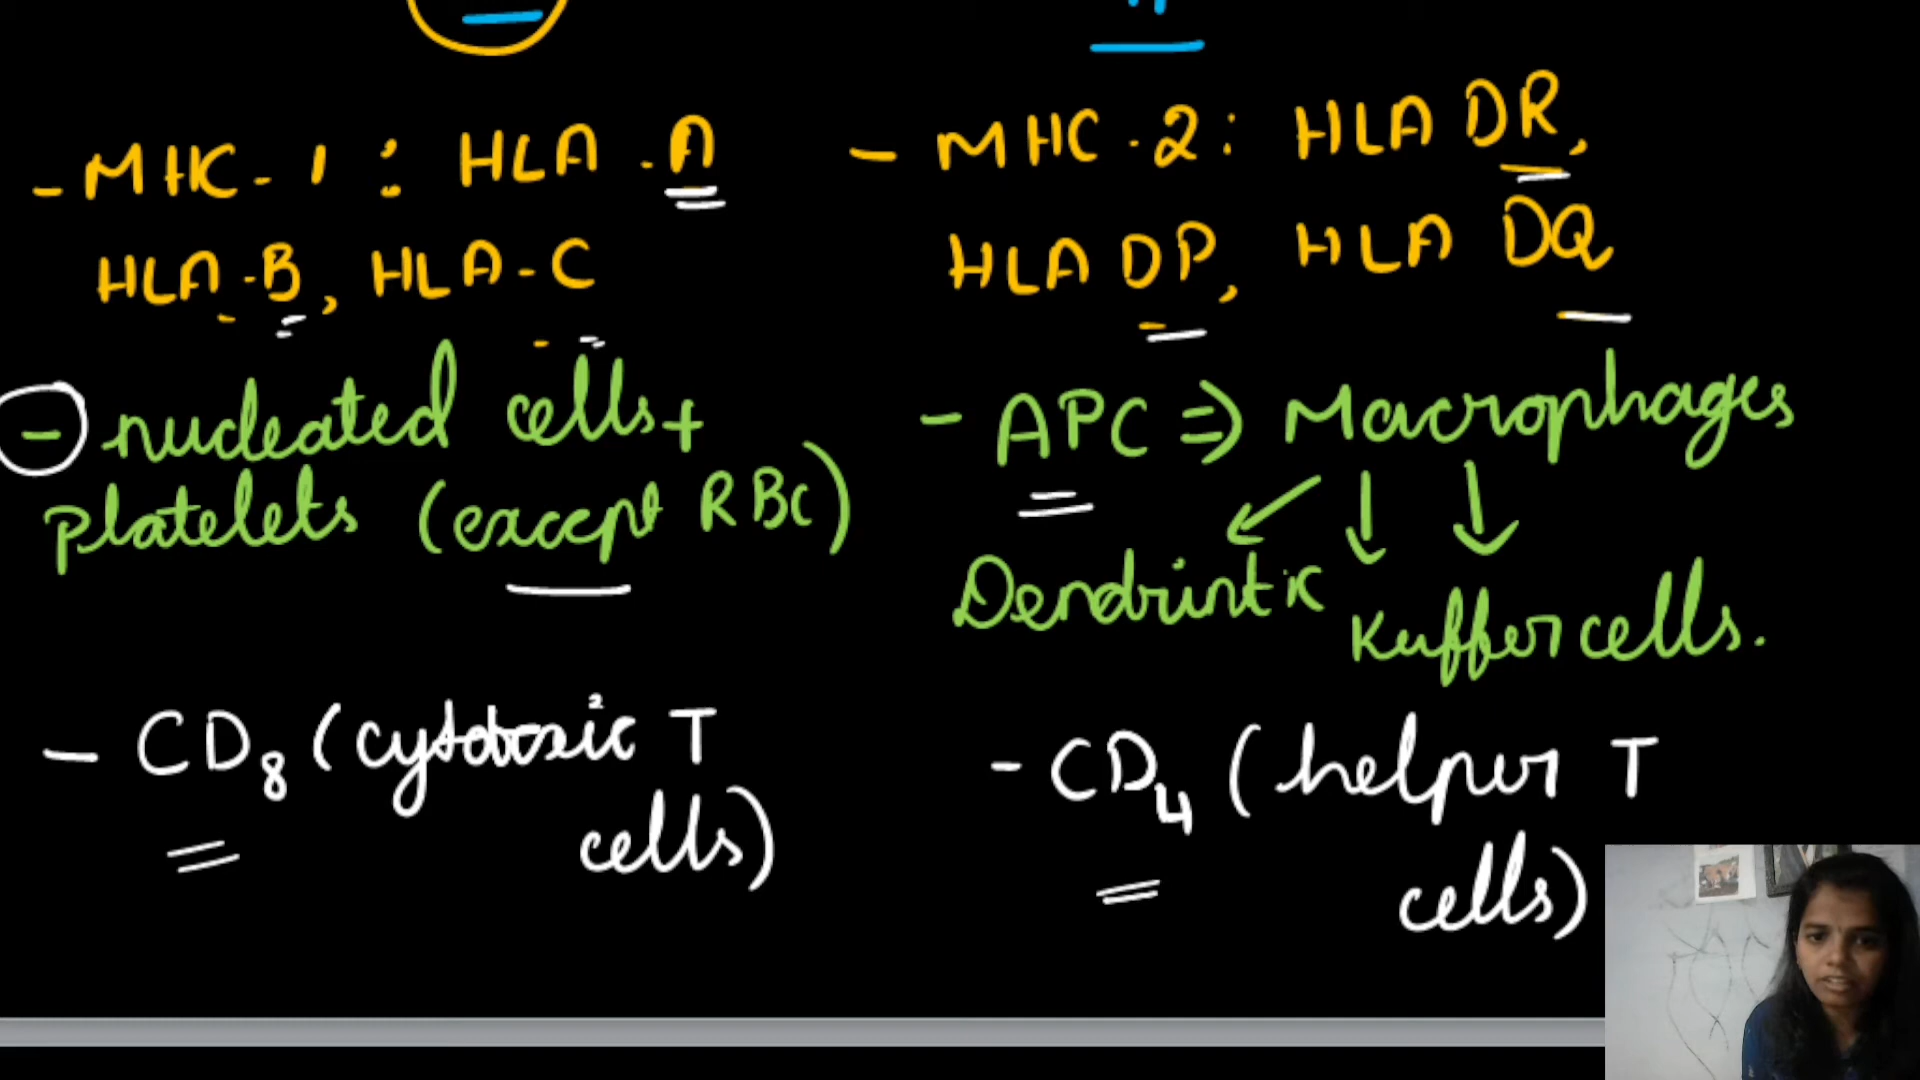 - MHC-1 : HLA-A
HLA-B, HLA-C
- nucleated cells +
platelets (except RBC)
- CD8 (cytotoxic T
cells)
- MHC-2: HLA DR,
HLA DP, HLA DQ
- APC => Macrophages
Dendrintic Kuffer cells.
- CD4 (helper T
cells)